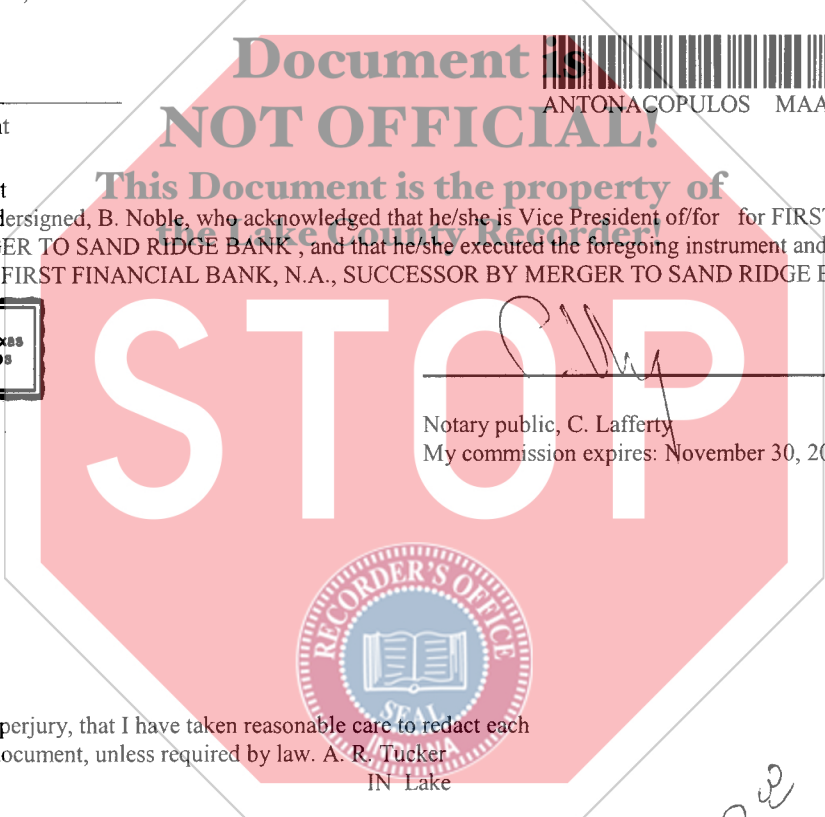 Document is
NOT OFFICIAL!
This Document is the property of
the Lake County Recorder!
ANTONACOPULOS MAA
nt
t
dersigned, B. Noble, who acknowledged that he/she is Vice President of/for for FIRST
GER TO SAND RIDGE BANK , and that he/she executed the foregoing instrument and
FIRST FINANCIAL BANK, N.A., SUCCESSOR BY MERGER TO SAND RIDGE B
xas
STOP
Notary public, C. Lafferty
My commission expires: November 30, 20
RECORDER'S OFFICE
SEAL
INDIANA
perjury, that I have taken reasonable care to redact each
ocument, unless required by law. A. R. Tucker
IN Lake